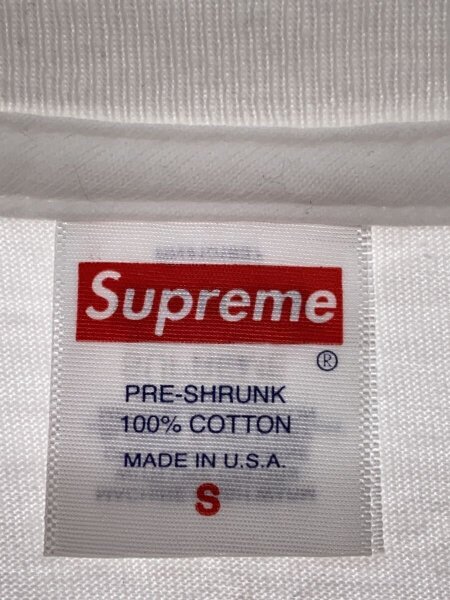 Supreme
®
PRE-SHRUNK
100% COTTON
MADE IN U.S.A.
S